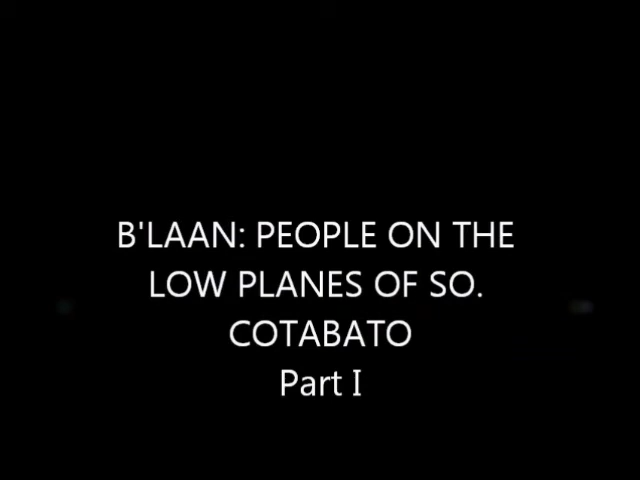 B'LAAN: PEOPLE ON THE
LOW PLANES OF SO.
COTABATO
Part I